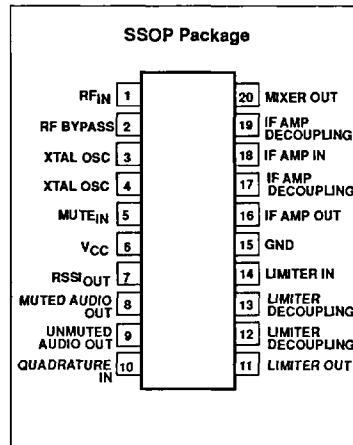 SSOP Package
RFIN 1
RF BYPASS 2
XTAL OSC 3
XTAL OSC 4
MUTEIN 5
VCC 6
RSSIOUT 7
MUTED AUDIO
OUT 8
UNMUTED
AUDIO OUT 9
QUADRATURE
IN 10
20 MIXER OUT
19 IF AMP
DECOUPLING
18 IF AMP IN
17 IF AMP
DECOUPLING
16 IF AMP OUT
15 GND
14 LIMITER IN
13 LIMITER
DECOUPLING
12 LIMITER
DECOUPLING
11 LIMITER OUT